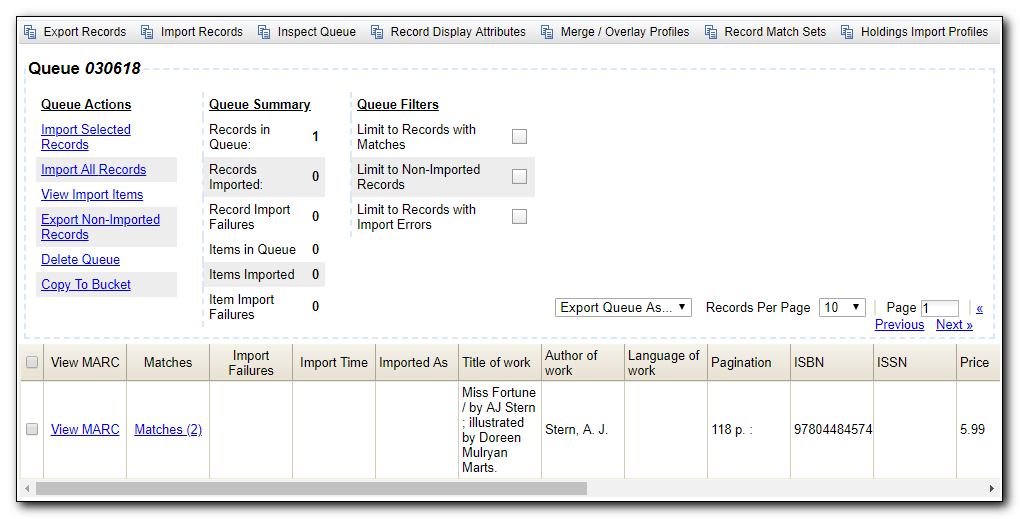 Export Records Import Records Inspect Queue Record Display Attributes Merge / Overlay Profiles Record Match Sets Holdings Import Profiles
Queue 030618
Queue Actions
Import Selected
Records
Import All Records
View Import Items
Export Non-Imported
Records
Delete Queue
Copy To Bucket
Queue Summary
Records in
Queue: 1
Records
Imported: 0
Record Import
Failures 0
Items in Queue 0
Items Imported 0
Item Import
Failures 0
Queue Filters
Limit to Records with
Matches
Limit to Non-Imported
Records
Limit to Records with
Import Errors
Export Queue As... Records Per Page 10 Page 1 «
Previous Next »
View MARC Matches Import
Failures Import Time Imported As Title of work Author of
work Language of
work Pagination ISBN ISSN Price
View MARC Matches (2) Miss Fortune
/ by AJ Stern
; illustrated
by Doreen
Mulryan
Marts. Stern, A. J. 118 p. : 97804484574 5.99